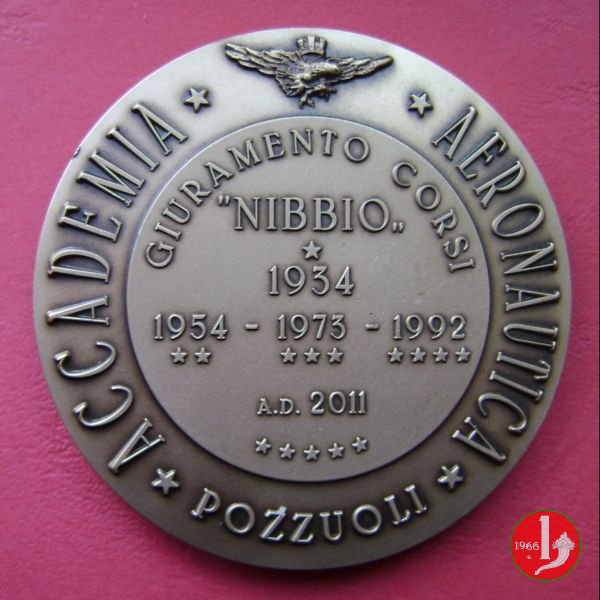 ACCADEMIA AERONAUTICA
POZZUOLI
GIURAMENTO CORSI
"NIBBIO„
1934
1954 - 1973 - 1992
A.D. 2011
1966